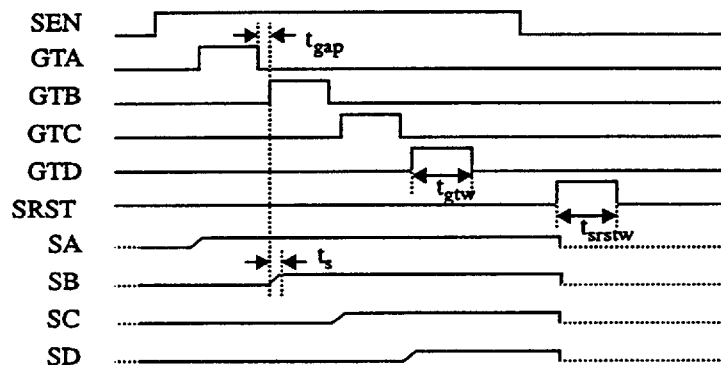 SEN
GTA
t_gap
GTB
GTC
GTD
t_gtw
SRST
t_srstw
SA
SB
t_s
SC
SD